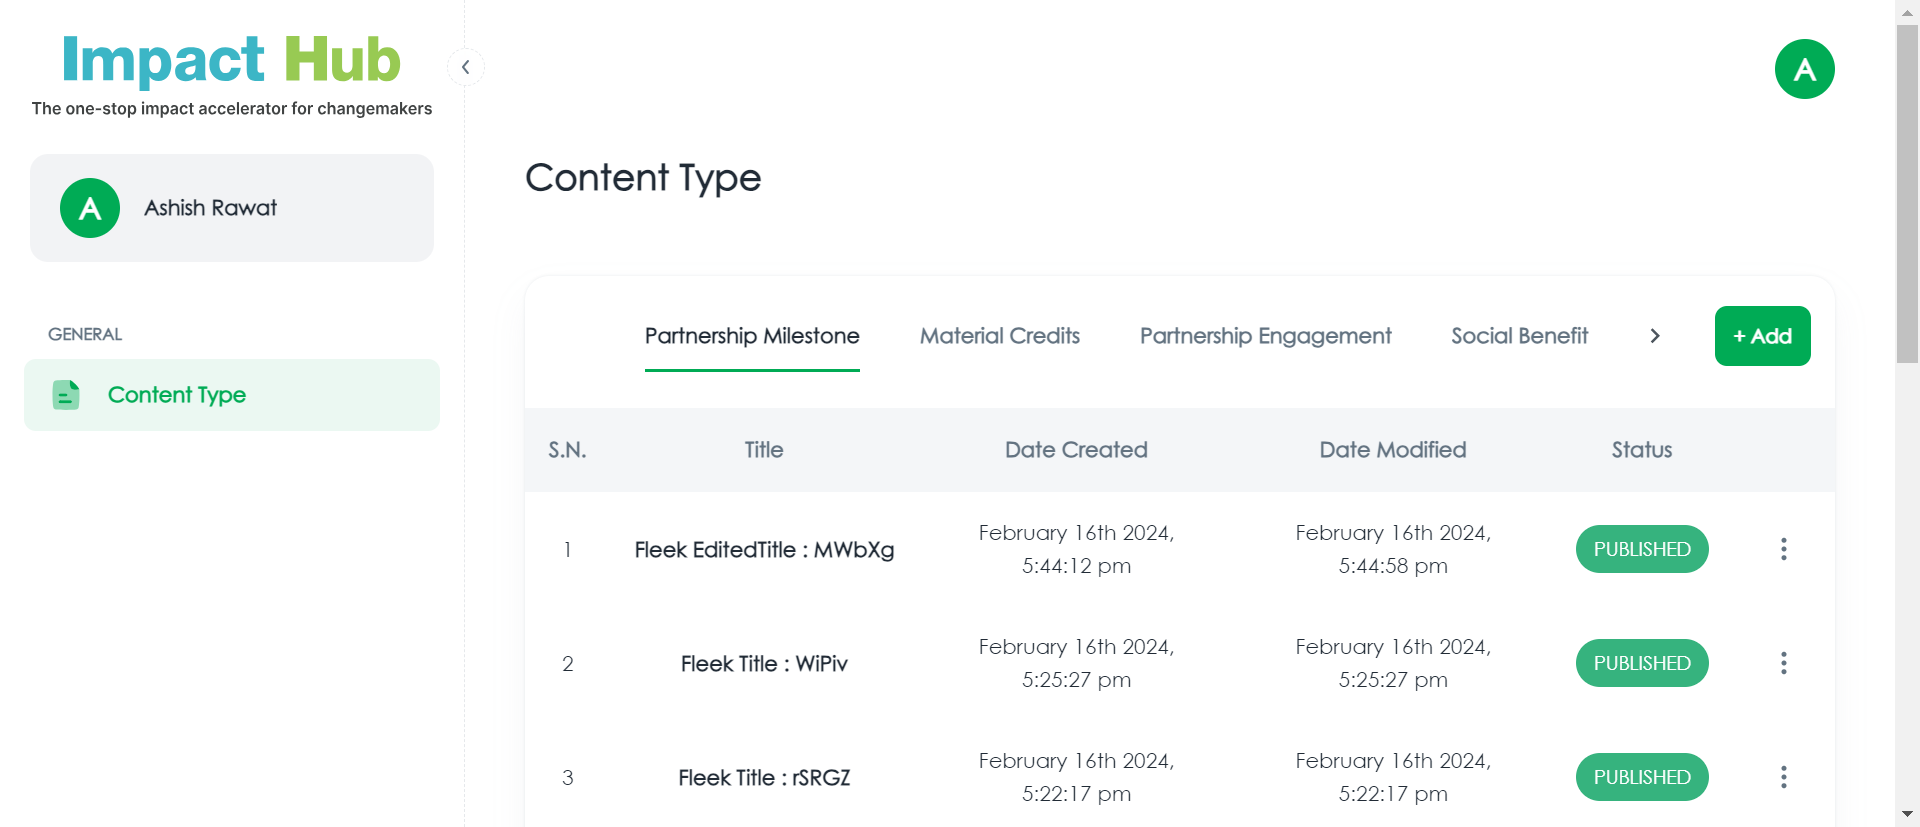 Impact Hub
The one-stop impact accelerator for changemakers
A
A
Ashish Rawat
GENERAL
Content Type
Content Type
Partnership Milestone
Material Credits
Partnership Engagement
Social Benefit
+ Add
S.N.
Title
Date Created
Date Modified
Status
1
Fleek EditedTitle : MWbXg
February 16th 2024,
5:44:12 pm
February 16th 2024,
5:44:58 pm
PUBLISHED
2
Fleek Title : WiPiv
February 16th 2024,
5:25:27 pm
February 16th 2024,
5:25:27 pm
PUBLISHED
3
Fleek Title : rSRGZ
February 16th 2024,
5:22:17 pm
February 16th 2024,
5:22:17 pm
PUBLISHED